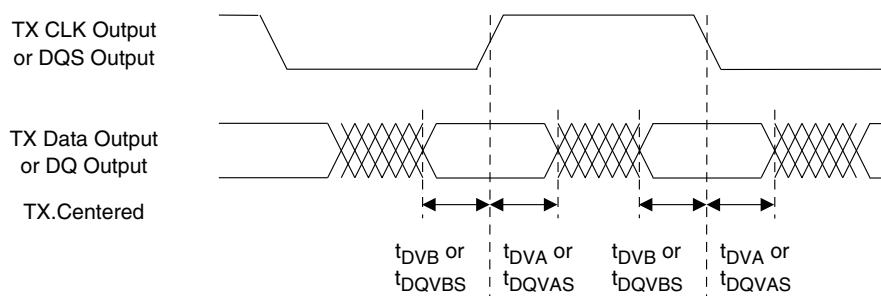 TX CLK Output
or DQS Output
TX Data Output
or DQ Output
TX.Centered
tDVB or
tDQVBS
tDVA or
tDQVAS
tDVB or
tDQVBS
tDVA or
tDQVAS